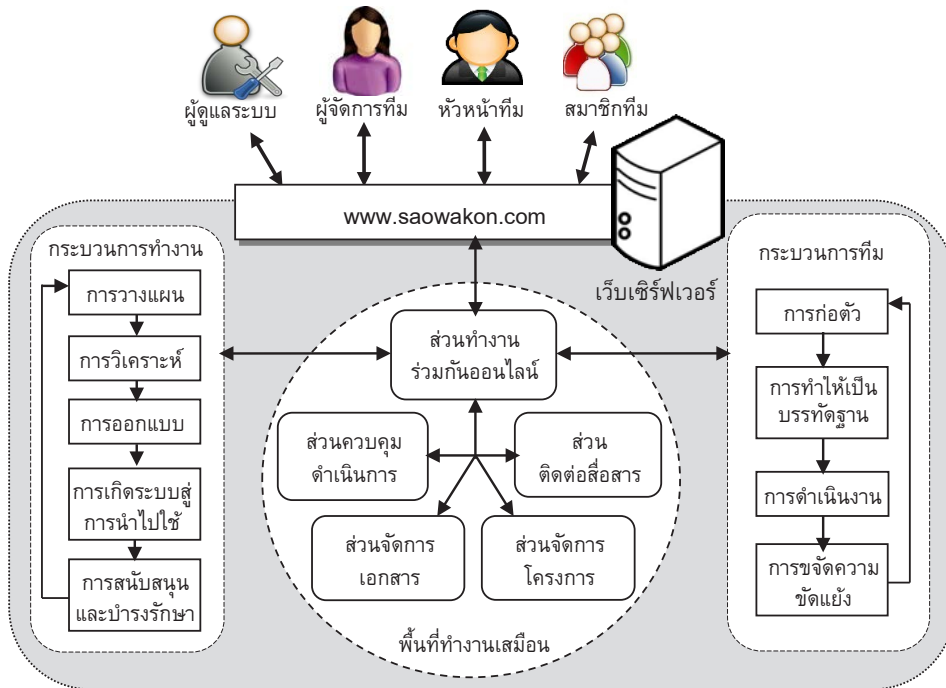 ผู้ดูแลระบบ
ผู้จัดการทีม
หัวหน้าทีม
สมาชิกทีม
www.saowakon.com
เว็บเซิร์ฟเวอร์
กระบวนการทำงาน
การวางแผน
การวิเคราะห์
การออกแบบ
การเกิดระบบสู่
การนำไปใช้
การสนับสนุน
และบำรุงรักษา
ส่วนทำงาน
ร่วมกันออนไลน์
ส่วนควบคุม
ดำเนินการ
ส่วน
ติดต่อสื่อสาร
ส่วนจัดการ
เอกสาร
ส่วนจัดการ
โครงการ
พื้นที่ทำงานเสมือน
กระบวนการทีม
การก่อตัว
การทำให้เป็น
บรรทัดฐาน
การดำเนินงาน
การขจัดความ
ขัดแย้ง